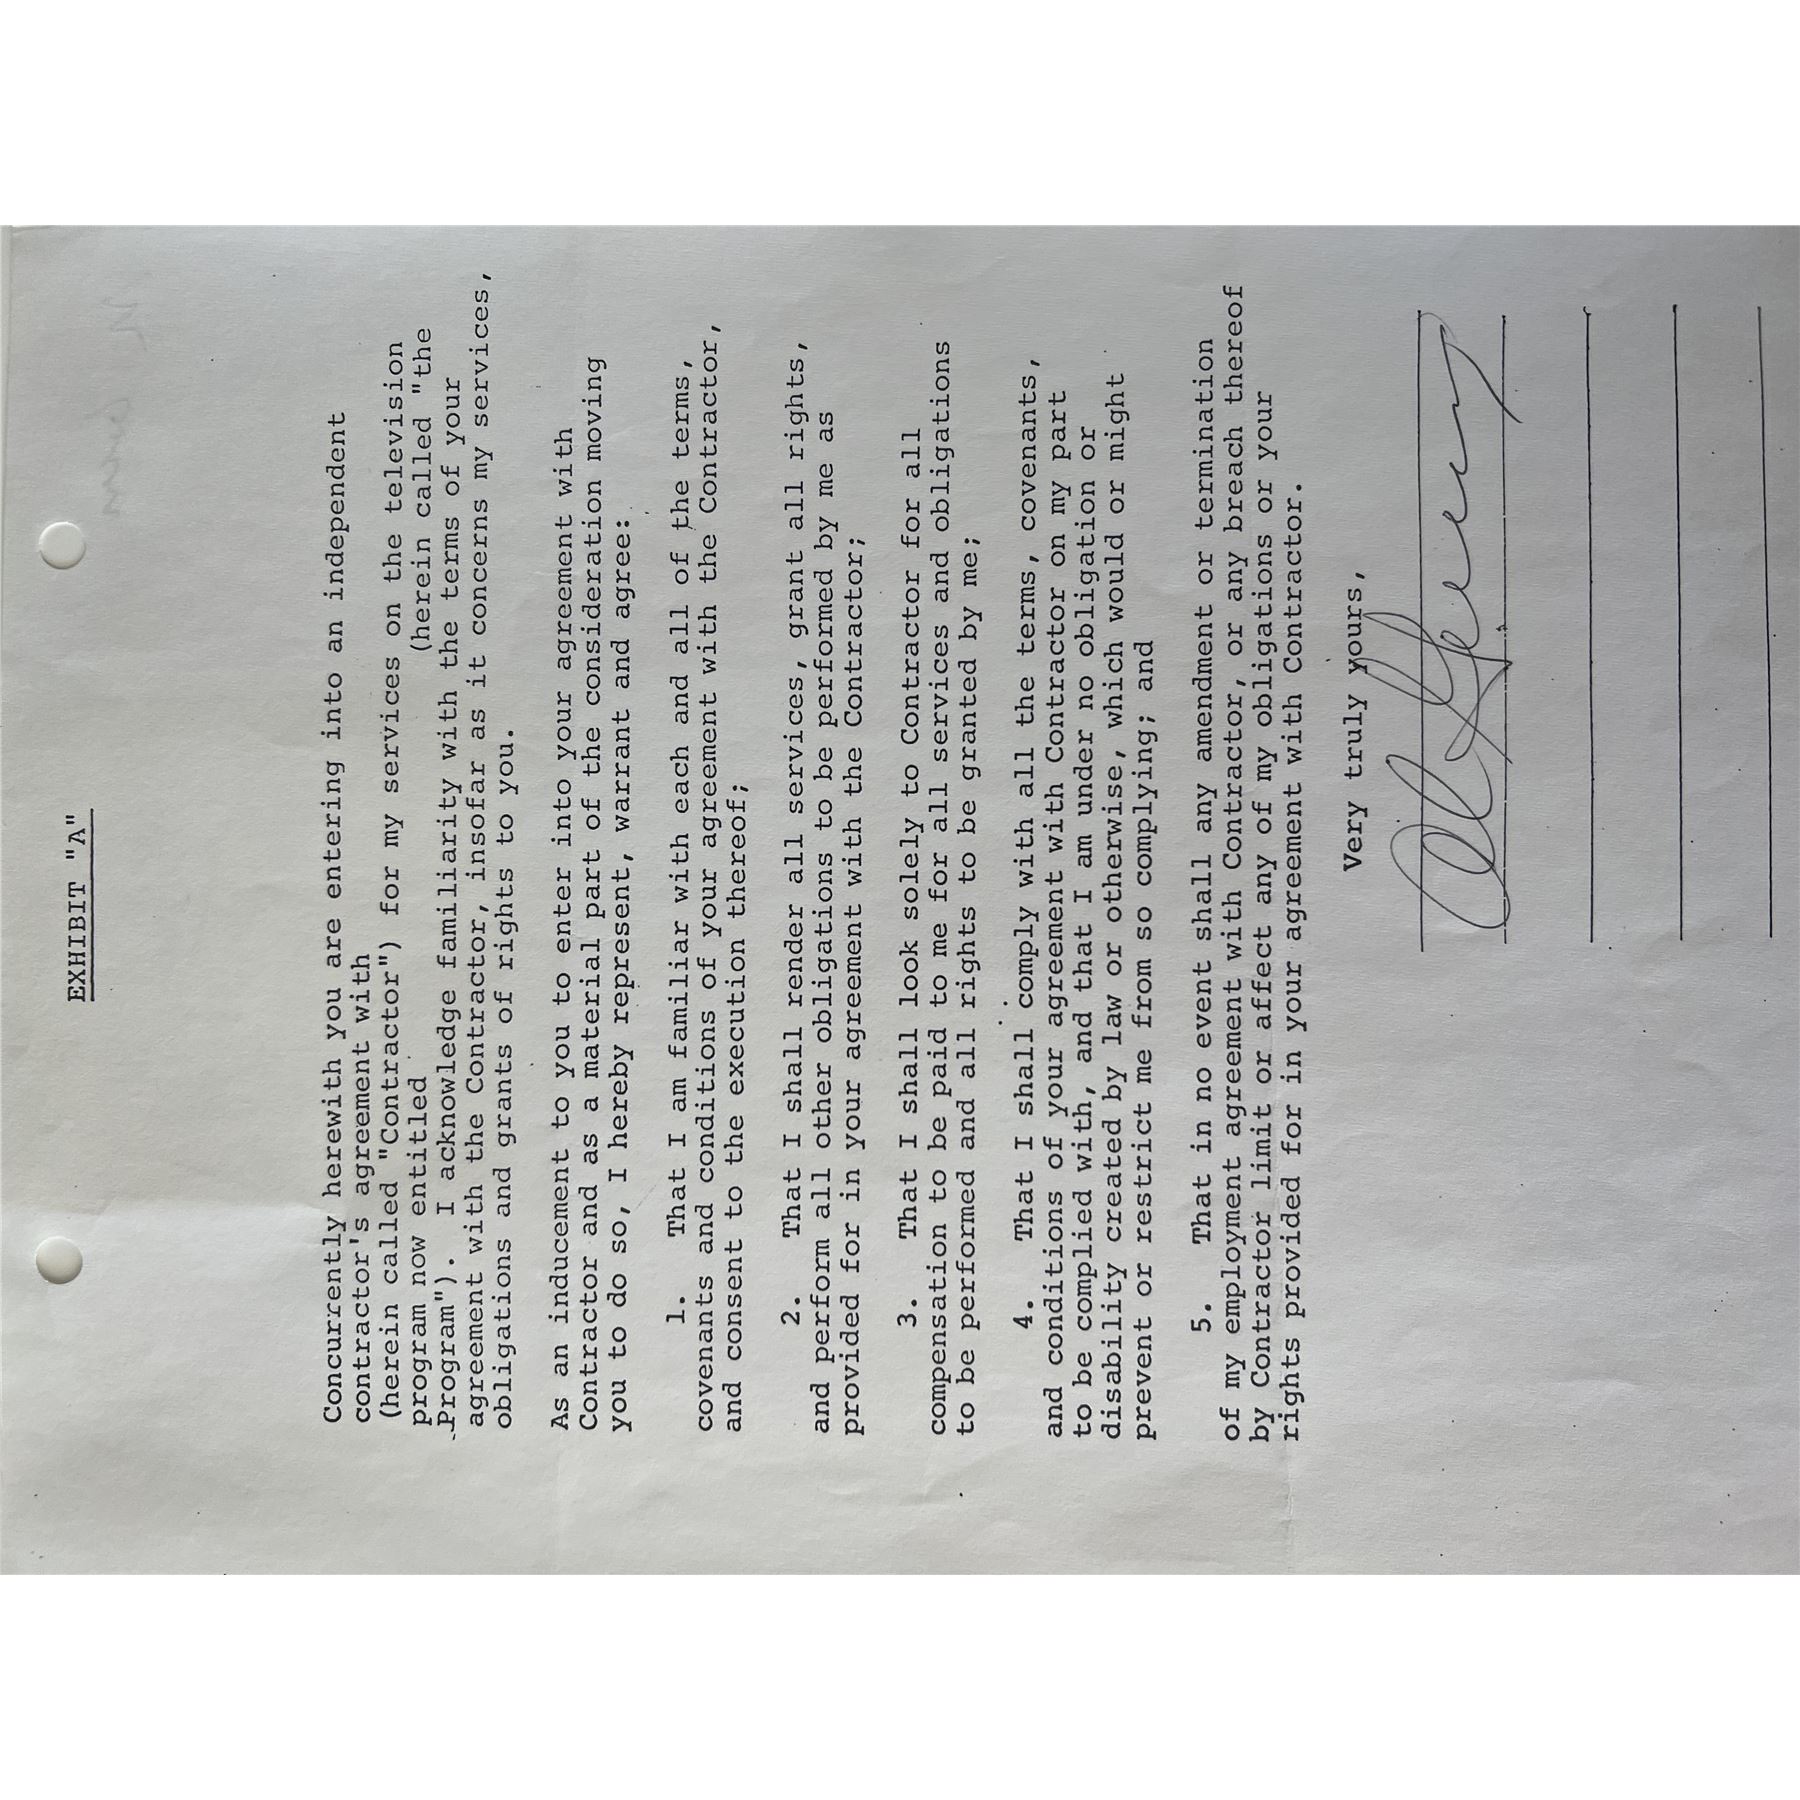 EXHIBIT "A"
Concurrently herewith you are entering into an independent
contractor's agreement with
(herein called "Contractor") for my services on the television
program now entitled (herein called "the
Program"). I acknowledge familiarity with the terms of your
agreement with the Contractor, insofar as it concerns my services,
obligations and grants of rights to you.
As an inducement to you to enter into your agreement with
Contractor and as a material part of the consideration moving
you to do so, I hereby represent, warrant and agree:
1. That I am familiar with each and all of the terms,
covenants and conditions of your agreement with the Contractor,
and consent to the execution thereof;
2. That I shall render all services, grant all rights,
and perform all other obligations to be performed by me as
provided for in your agreement with the Contractor;
3. That I shall look solely to Contractor for all
compensation to be paid to me for all services and obligations
to be performed and all rights to be granted by me;
4. That I shall comply with all the terms, covenants,
and conditions of your agreement with Contractor on my part
to be complied with, and that I am under no obligation or
disability created by law or otherwise, which would or might
prevent or restrict me from so complying; and
5. That in no event shall any amendment or termination
of my employment agreement with Contractor, or any breach thereof
by Contractor limit or affect any of my obligations or your
rights provided for in your agreement with Contractor.
Very truly yours,